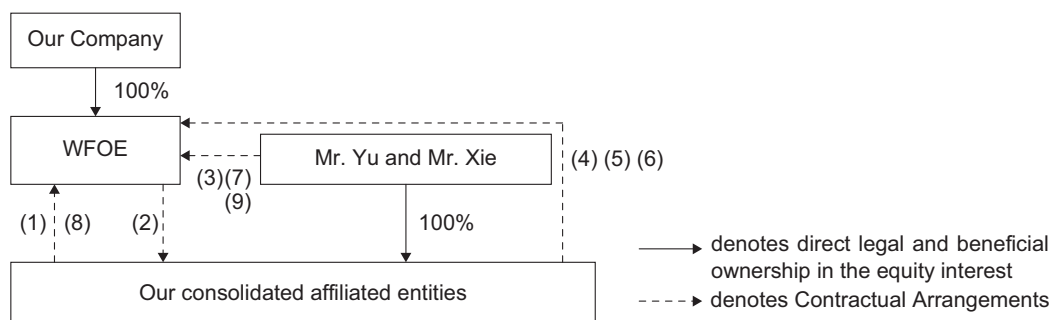 Our Company
100%
WFOE
Mr. Yu and Mr. Xie
(4) (5) (6)
(3)(7)
(9)
(1)
(8)
(2)
100%
Our consolidated affiliated entities
denotes direct legal and beneficial
ownership in the equity interest
denotes Contractual Arrangements